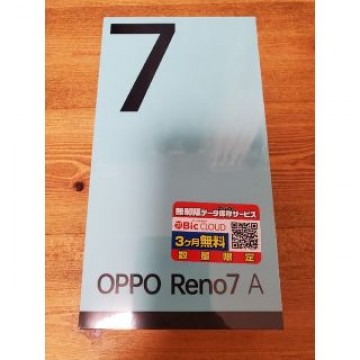 7
無制限データ保存サービス
Bic CLOUD
3ヶ月無料
数量限定
OPPO Reno7 A